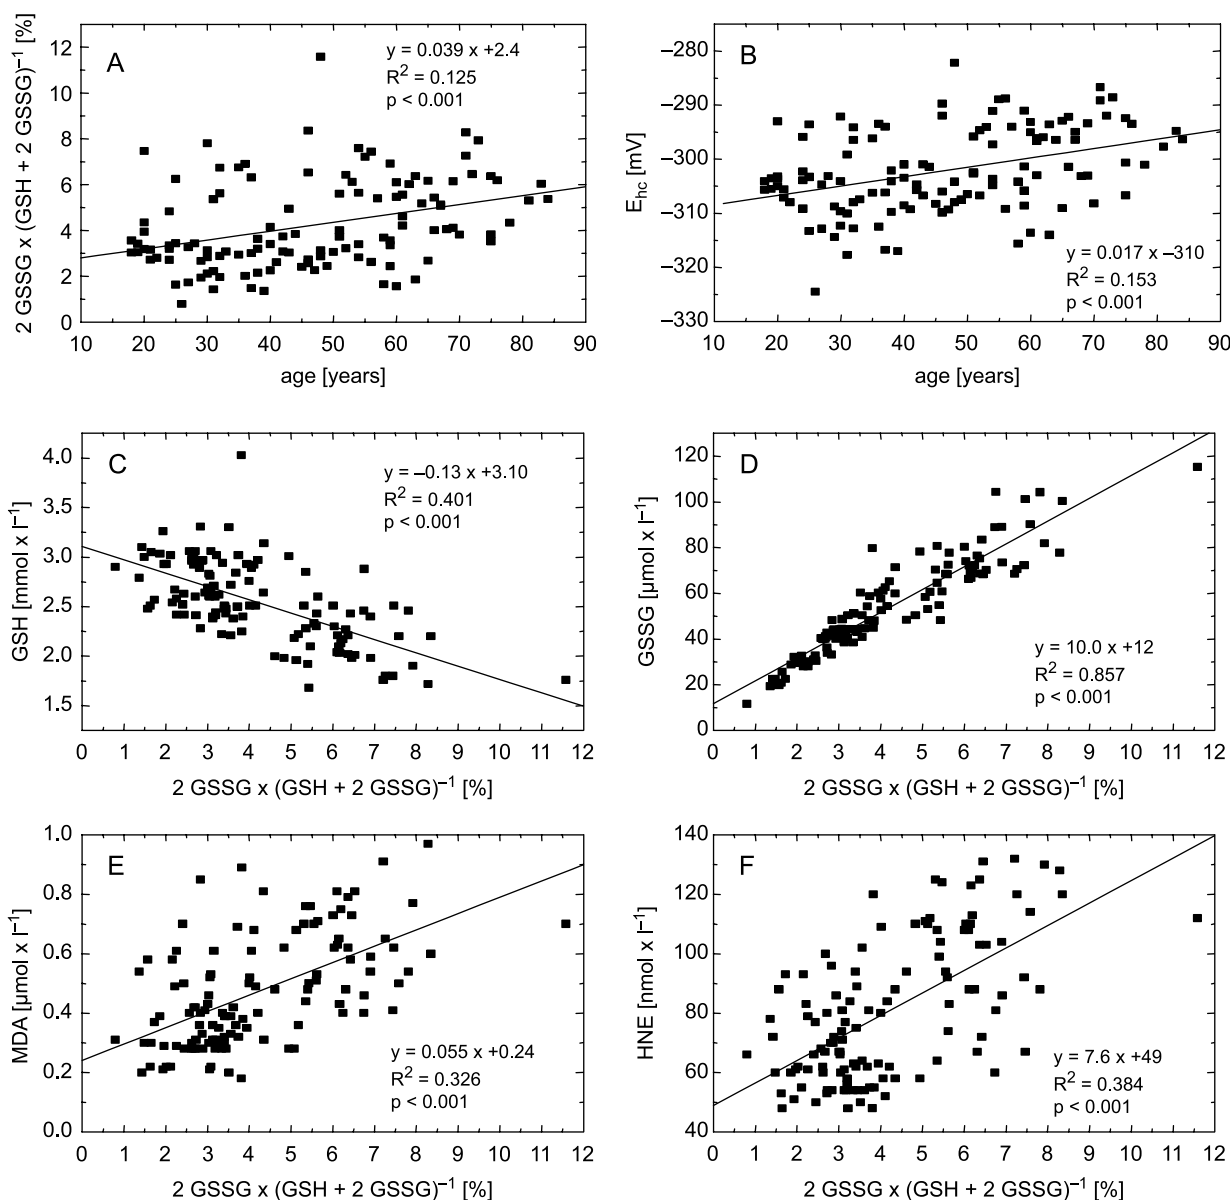 A
y = 0.039 x +2.4
R² = 0.125
p < 0.001
2 GSSG x (GSH + 2 GSSG)⁻¹ [%]
12
10
8
6
4
2
0
10 20 30 40 50 60 70 80 90
age [years]
B
−280
−290
−300
−310
−320
−330
Ehc [mV]
y = 0.017 x −310
R² = 0.153
p < 0.001
10 20 30 40 50 60 70 80 90
age [years]
C
y = −0.13 x +3.10
R² = 0.401
p < 0.001
GSH [mmol x l⁻¹]
4.0
3.5
3.0
2.5
2.0
1.5
0 1 2 3 4 5 6 7 8 9 10 11 12
2 GSSG x (GSH + 2 GSSG)⁻¹ [%]
D
GSSG [µmol x l⁻¹]
120
100
80
60
40
20
0
y = 10.0 x +12
R² = 0.857
p < 0.001
0 1 2 3 4 5 6 7 8 9 10 11 12
2 GSSG x (GSH + 2 GSSG)⁻¹ [%]
E
MDA [µmol x l⁻¹]
1.0
0.8
0.6
0.4
0.2
0.0
y = 0.055 x +0.24
R² = 0.326
p < 0.001
0 1 2 3 4 5 6 7 8 9 10 11 12
2 GSSG x (GSH + 2 GSSG)⁻¹ [%]
F
HNE [nmol x l⁻¹]
140
120
100
80
60
40
y = 7.6 x +49
R² = 0.384
p < 0.001
0 1 2 3 4 5 6 7 8 9 10 11 12
2 GSSG x (GSH + 2 GSSG)⁻¹ [%]